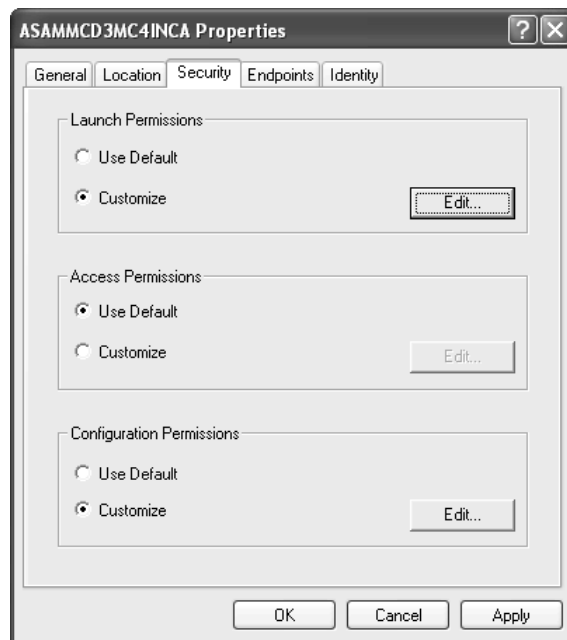 ASAMMCD3MC4INCA Properties
General Location Security Endpoints Identity
Launch Permissions
Use Default
Customize
Edit...
Access Permissions
Use Default
Customize
Edit...
Configuration Permissions
Use Default
Customize
Edit...
OK Cancel Apply